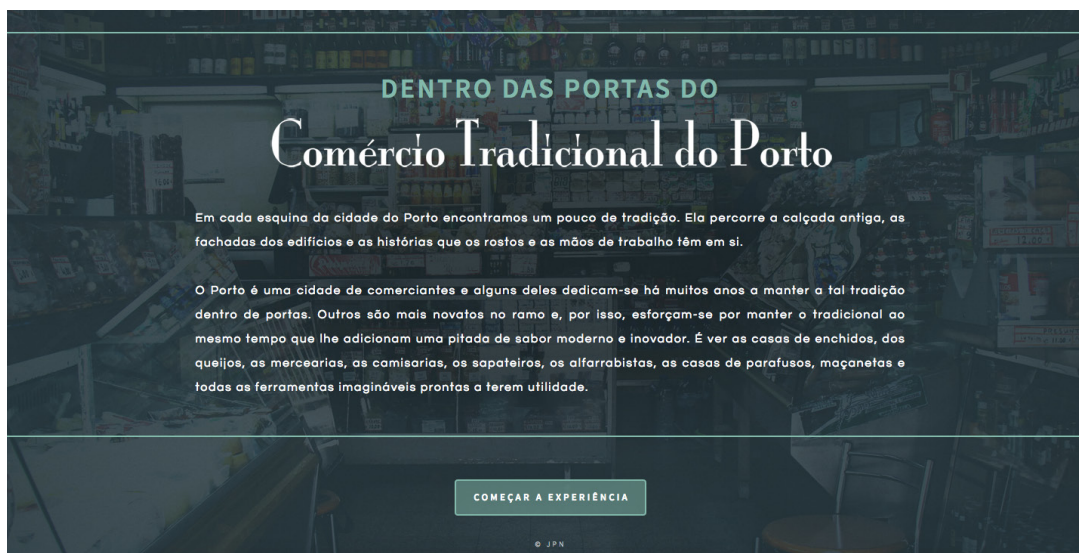 DENTRO DAS PORTAS DO
Comércio Tradicional do Porto
Em cada esquina da cidade do Porto encontramos um pouco de tradição. Ela percorre a calçada antiga, as
fachadas dos edifícios e as histórias que os rostos e as mãos de trabalho têm em si.
O Porto é uma cidade de comerciantes e alguns deles dedicam-se há muitos anos a manter a tal tradição
dentro de portas. Outros são mais novatos no ramo e, por isso, esforçam-se por manter o tradicional ao
mesmo tempo que lhe adicionam uma pitada de sabor moderno e inovador. É ver as casas de enchidos, dos
queijos, as mercearias, as camisarias, os sapateiros, os alfarrabistas, as casas de parafusos, maçanetas e
todas as ferramentas imagináveis prontas a terem utilidade.
COMEÇAR A EXPERIÊNCIA
© JPN